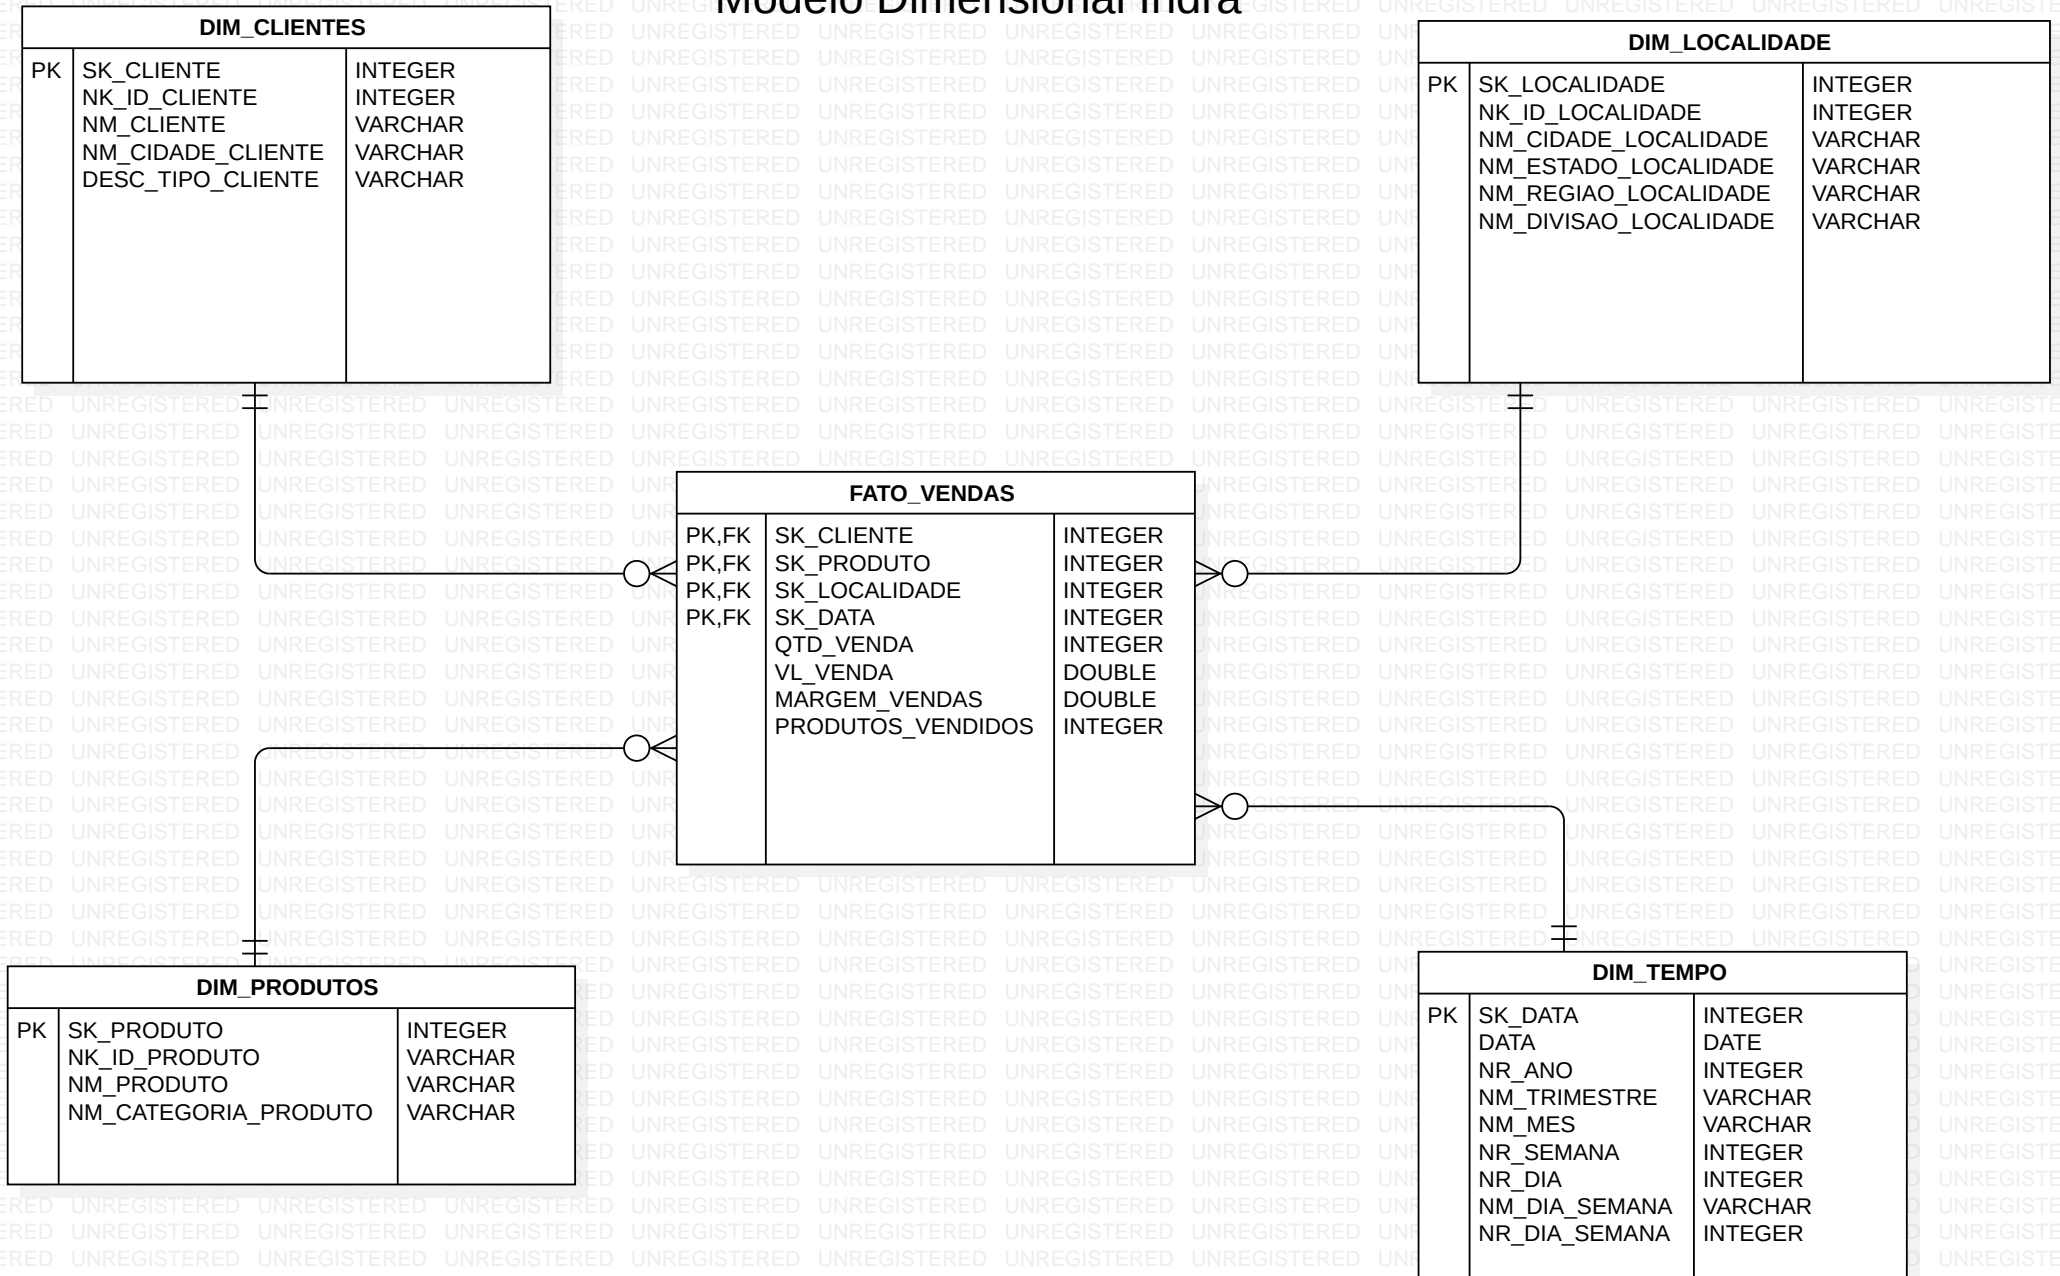 Modelo Dimensional Indra
DIM_CLIENTES
PK SK_CLIENTE INTEGER
NK_ID_CLIENTE INTEGER
NM_CLIENTE VARCHAR
NM_CIDADE_CLIENTE VARCHAR
DESC_TIPO_CLIENTE VARCHAR
DIM_LOCALIDADE
PK SK_LOCALIDADE INTEGER
NK_ID_LOCALIDADE INTEGER
NM_CIDADE_LOCALIDADE VARCHAR
NM_ESTADO_LOCALIDADE VARCHAR
NM_REGIAO_LOCALIDADE VARCHAR
NM_DIVISAO_LOCALIDADE VARCHAR
FATO_VENDAS
PK,FK SK_CLIENTE INTEGER
PK,FK SK_PRODUTO INTEGER
PK,FK SK_LOCALIDADE INTEGER
PK,FK SK_DATA INTEGER
QTD_VENDA INTEGER
VL_VENDA DOUBLE
MARGEM_VENDAS DOUBLE
PRODUTOS_VENDIDOS INTEGER
DIM_PRODUTOS
PK SK_PRODUTO INTEGER
NK_ID_PRODUTO VARCHAR
NM_PRODUTO VARCHAR
NM_CATEGORIA_PRODUTO VARCHAR
DIM_TEMPO
PK SK_DATA INTEGER
DATA DATE
NR_ANO INTEGER
NM_TRIMESTRE VARCHAR
NM_MES VARCHAR
NR_SEMANA INTEGER
NR_DIA INTEGER
NM_DIA_SEMANA VARCHAR
NR_DIA_SEMANA INTEGER
UNREGISTERED